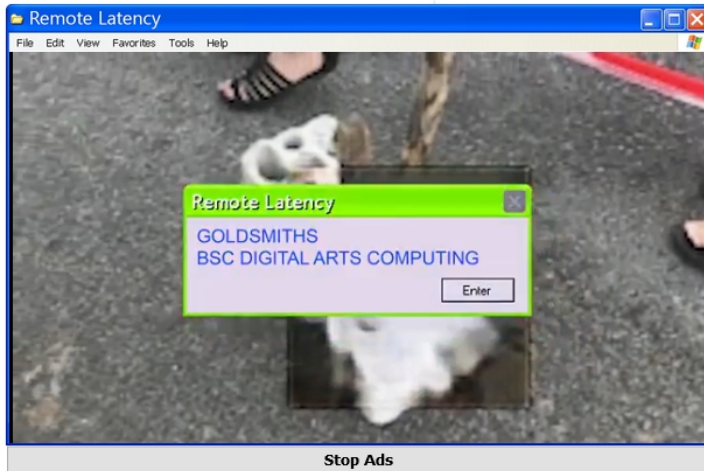 Remote Latency
File Edit View Favorites Tools Help
Remote Latency
GOLDSMITHS
BSC DIGITAL ARTS COMPUTING
Enter
Stop Ads